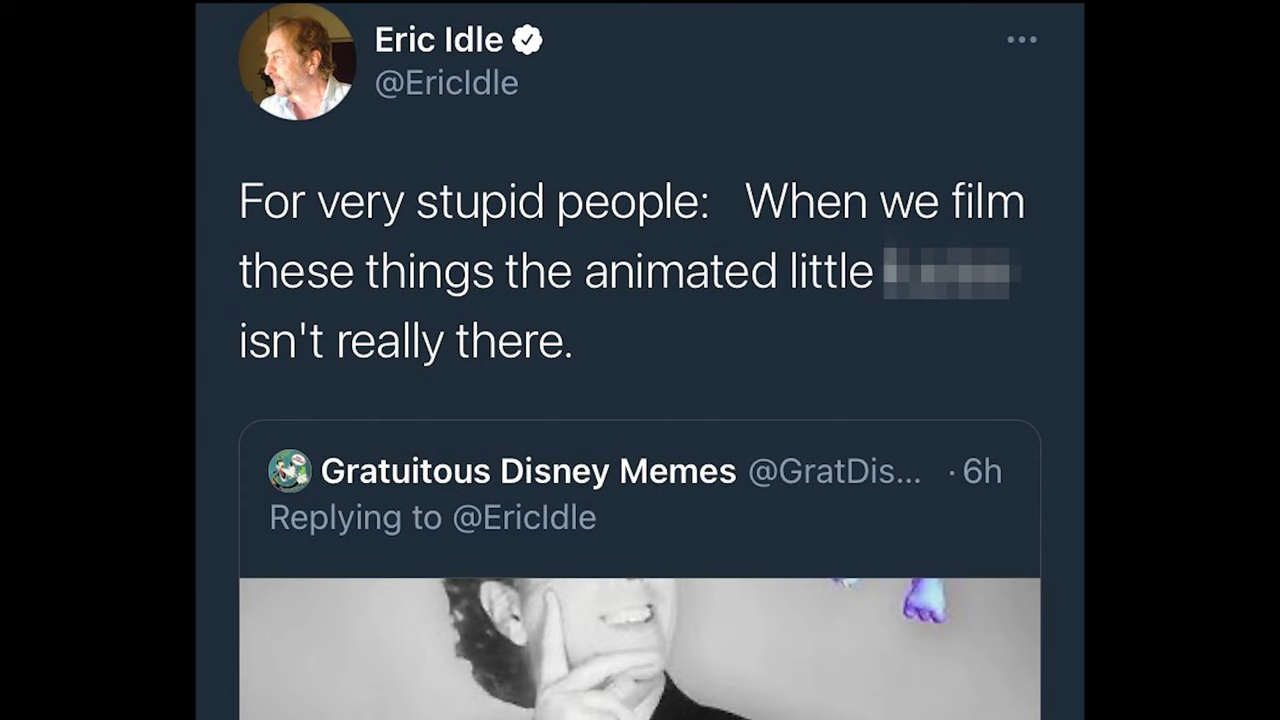 Eric Idle
@EricIdle
For very stupid people: When we film
these things the animated little
isn't really there.
Gratuitous Disney Memes @GratDis... · 6h
Replying to @EricIdle